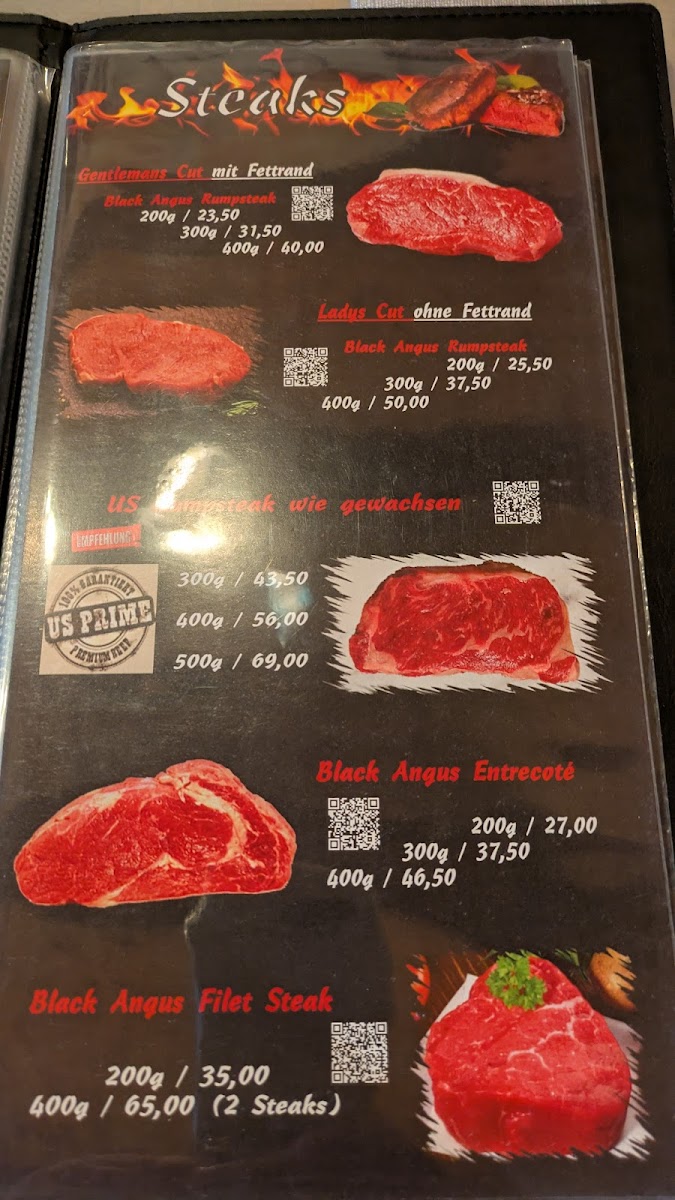 Steaks
Gentlemans Cut mit Fettrand
Black Angus Rumpsteak
200g / 23,50
300g / 31,50
400g / 40,00
Ladys Cut ohne Fettrand
Black Angus Rumpsteak
200g / 25,50
300g / 37,50
400g / 50,00
US Rumpsteak wie gewachsen
EMPFEHLUNG!
100% GARANTIERT
US PRIME
PREMIUM BEEF
300g / 43,50
400g / 56,00
500g / 69,00
Black Angus Entrecoté
200g / 27,00
300g / 37,50
400g / 46,50
Black Angus Filet Steak
200g / 35,00
400g / 65,00 (2 Steaks)